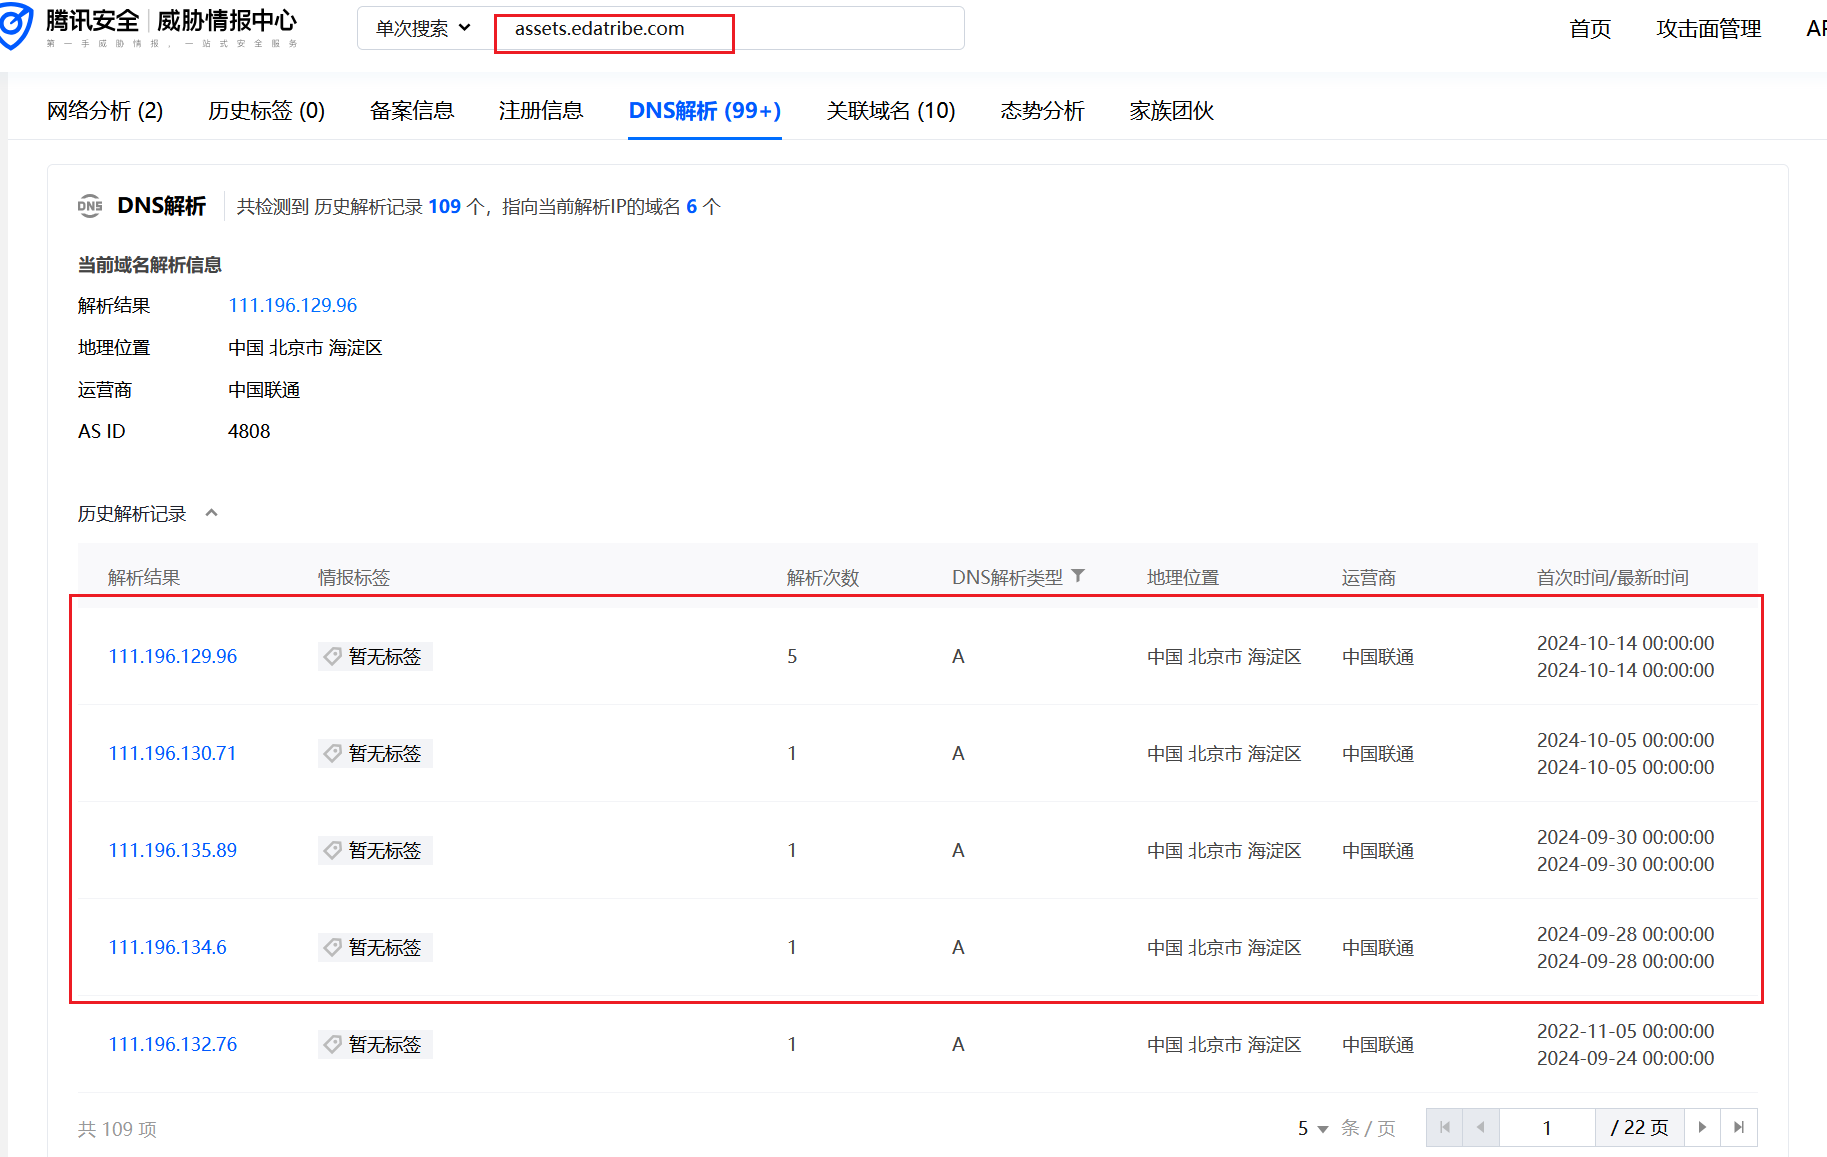 腾讯安全 威胁情报中心
第一手威胁情报，一站式安全服务
单次搜索 assets.edatribe.com
首页 攻击面管理
网络分析 (2) 历史标签 (0) 备案信息 注册信息 DNS解析 (99+) 关联域名 (10) 态势分析 家族团伙
DNS DNS解析 共检测到 历史解析记录 109 个，指向当前解析IP的域名 6 个
当前域名解析信息
解析结果 111.196.129.96
地理位置 中国 北京市 海淀区
运营商 中国联通
AS ID 4808
历史解析记录
解析结果 情报标签 解析次数 DNS解析类型 地理位置 运营商 首次时间/最新时间
111.196.129.96 暂无标签 5 A 中国 北京市 海淀区 中国联通 2024-10-14 00:00:00
2024-10-14 00:00:00
111.196.130.71 暂无标签 1 A 中国 北京市 海淀区 中国联通 2024-10-05 00:00:00
2024-10-05 00:00:00
111.196.135.89 暂无标签 1 A 中国 北京市 海淀区 中国联通 2024-09-30 00:00:00
2024-09-30 00:00:00
111.196.134.6 暂无标签 1 A 中国 北京市 海淀区 中国联通 2024-09-28 00:00:00
2024-09-28 00:00:00
111.196.132.76 暂无标签 1 A 中国 北京市 海淀区 中国联通 2022-11-05 00:00:00
2024-09-24 00:00:00
共 109 项 5 条 / 页 1 / 22 页